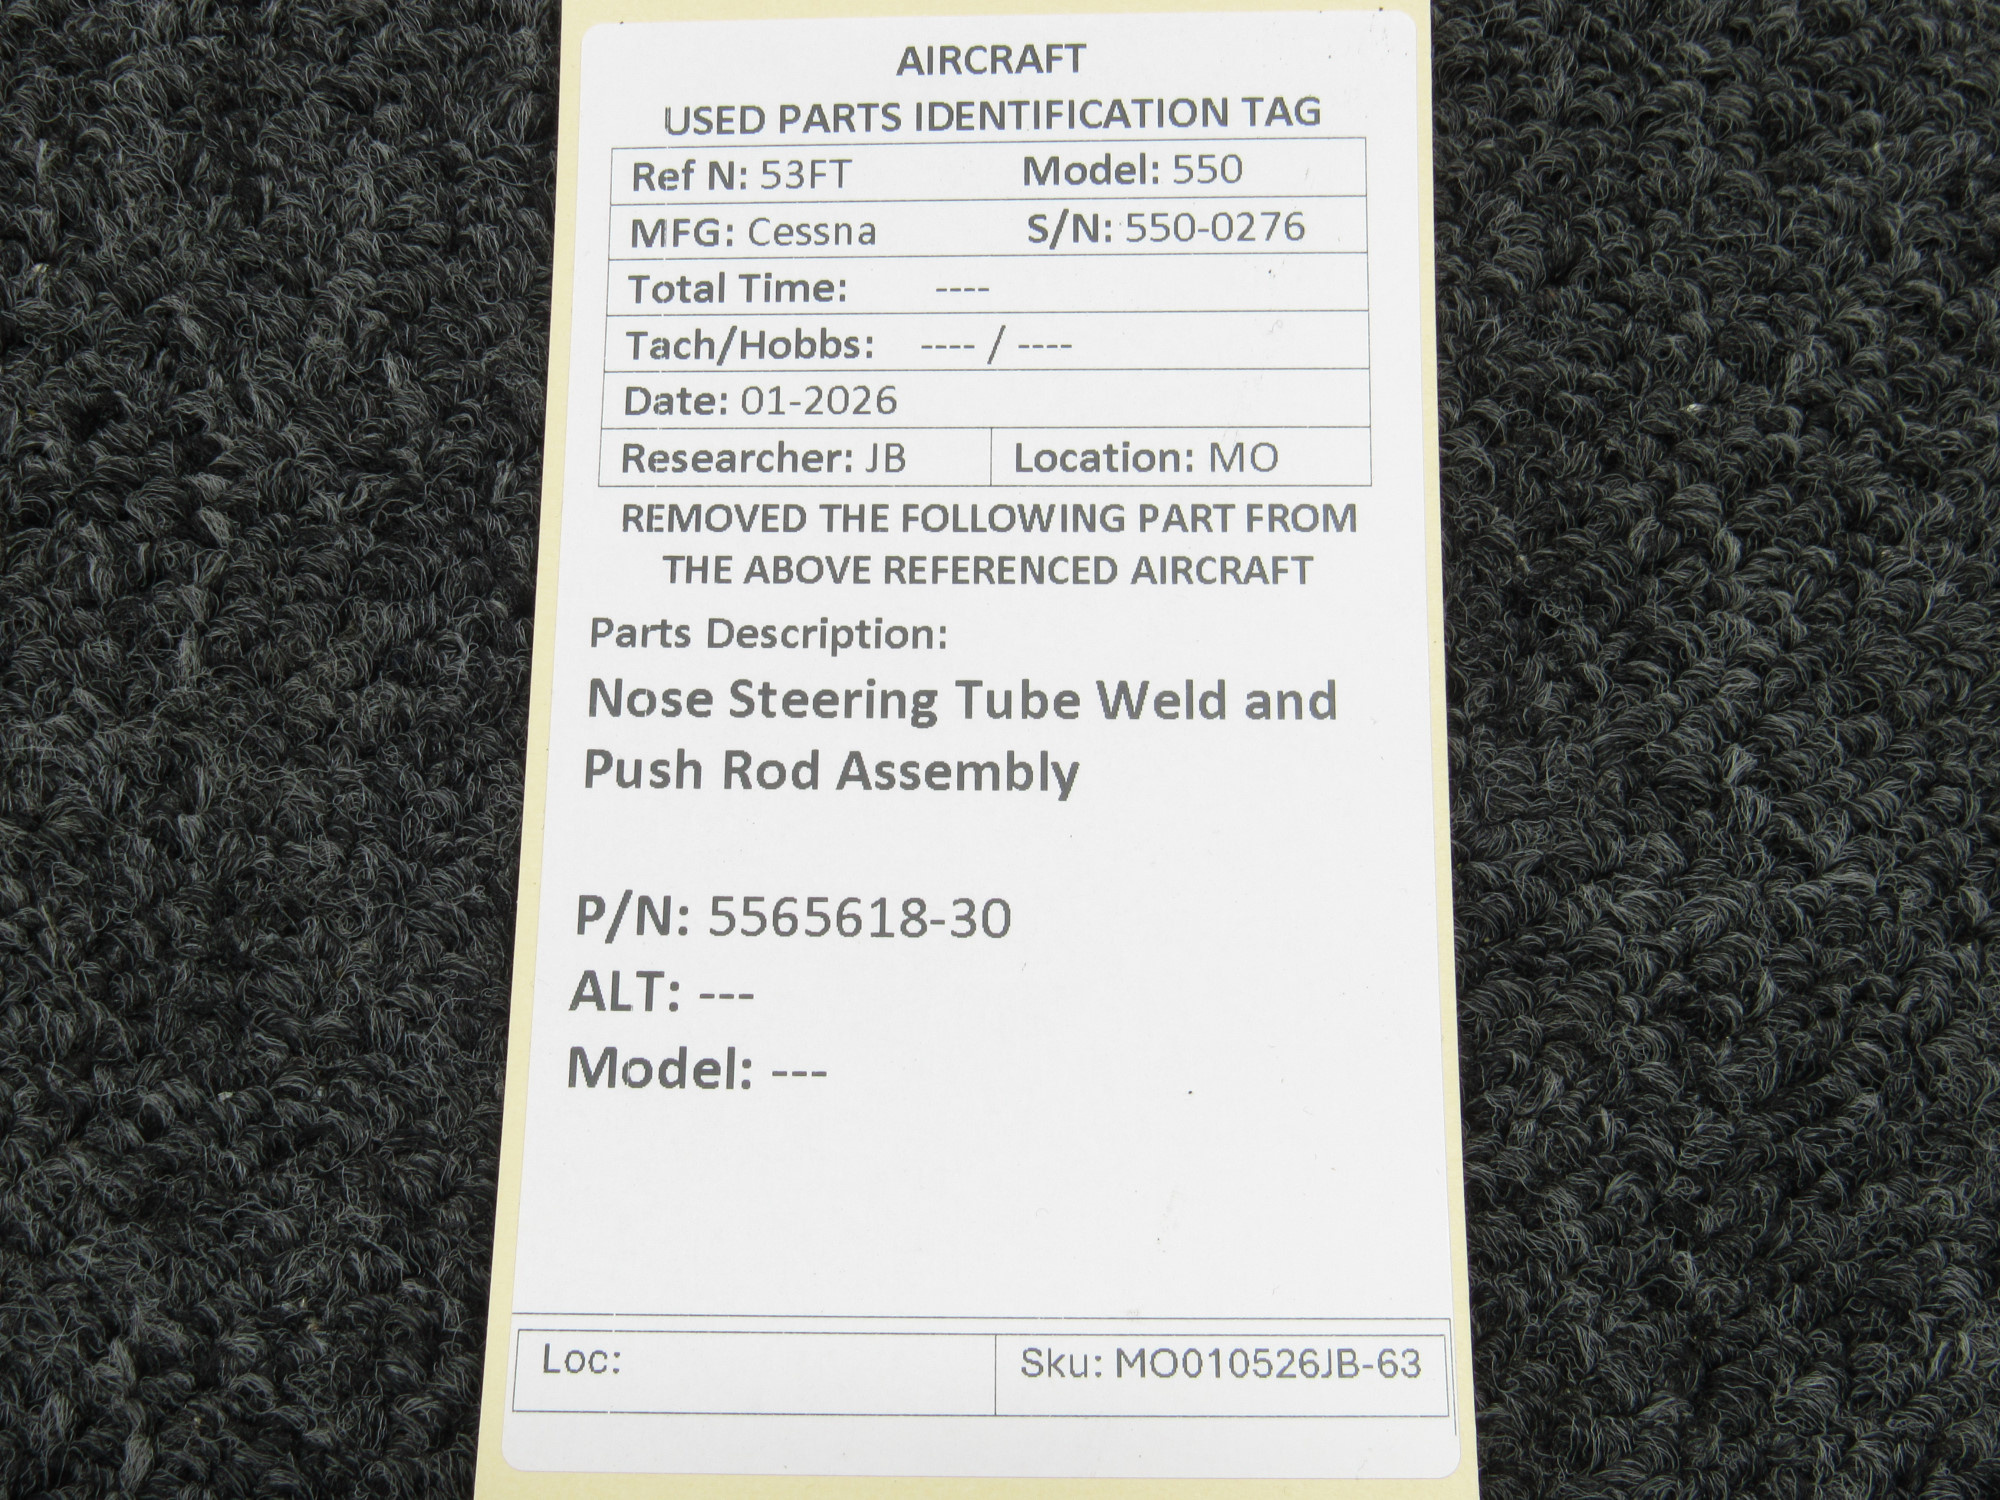 AIRCRAFT
USED PARTS IDENTIFICATION TAG
Ref N: 53FT Model: 550
MFG: Cessna S/N: 550-0276
Total Time: ----
Tach/Hobbs: ---- / ----
Date: 01-2026
Researcher: JB Location: MO
REMOVED THE FOLLOWING PART FROM
THE ABOVE REFERENCED AIRCRAFT
Parts Description:
Nose Steering Tube Weld and
Push Rod Assembly
P/N: 5565618-30
ALT: ---
Model: ---
Loc: Sku: MO010526JB-63